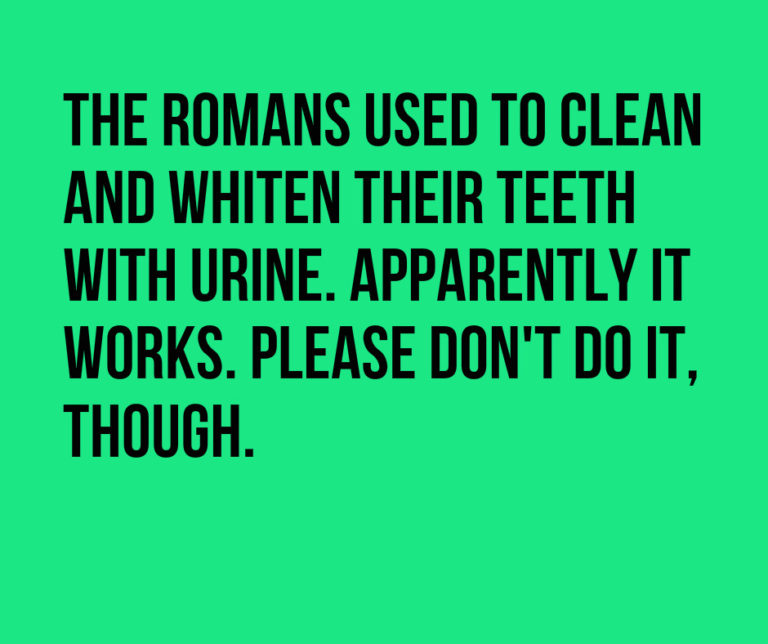 THE ROMANS USED TO CLEAN
AND WHITEN THEIR TEETH
WITH URINE. APPARENTLY IT
WORKS. PLEASE DON'T DO IT,
THOUGH.